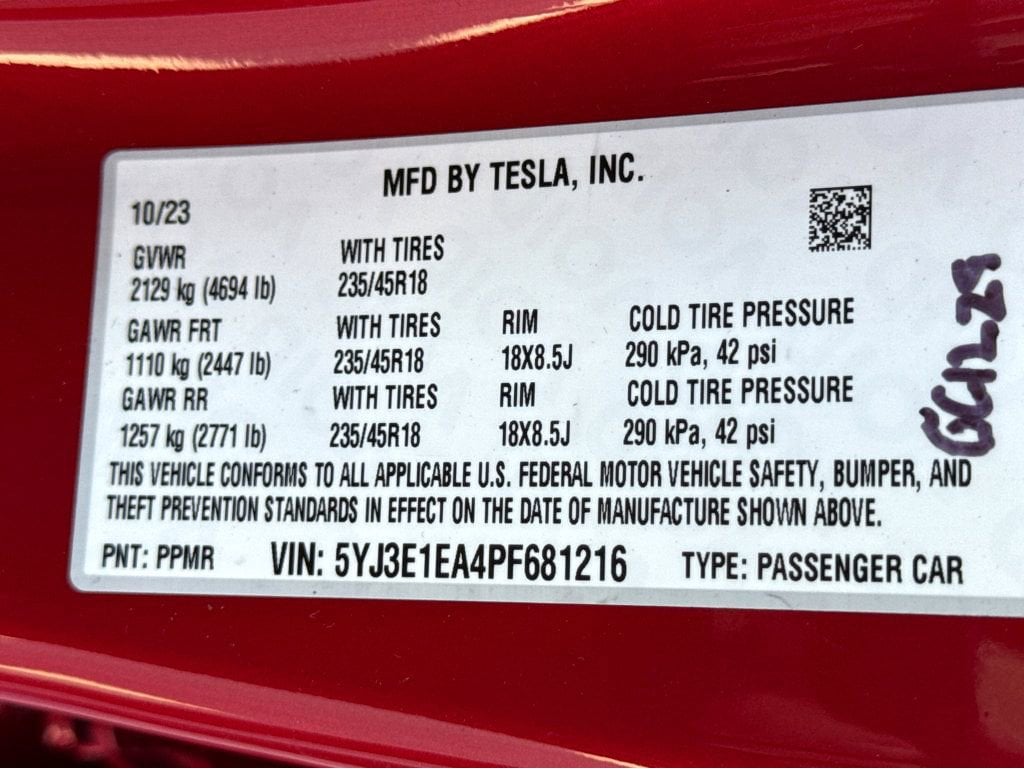 MFD BY TESLA, INC.
10/23
GVWR WITH TIRES
2129 kg (4694 lb) 235/45R18
GAWR FRT WITH TIRES RIM COLD TIRE PRESSURE
1110 kg (2447 lb) 235/45R18 18X8.5J 290 kPa, 42 psi
GAWR RR WITH TIRES RIM COLD TIRE PRESSURE
1257 kg (2771 lb) 235/45R18 18X8.5J 290 kPa, 42 psi
THIS VEHICLE CONFORMS TO ALL APPLICABLE U.S. FEDERAL MOTOR VEHICLE SAFETY, BUMPER, AND
THEFT PREVENTION STANDARDS IN EFFECT ON THE DATE OF MANUFACTURE SHOWN ABOVE.
PNT: PPMR VIN: 5YJ3E1EA4PF681216 TYPE: PASSENGER CAR